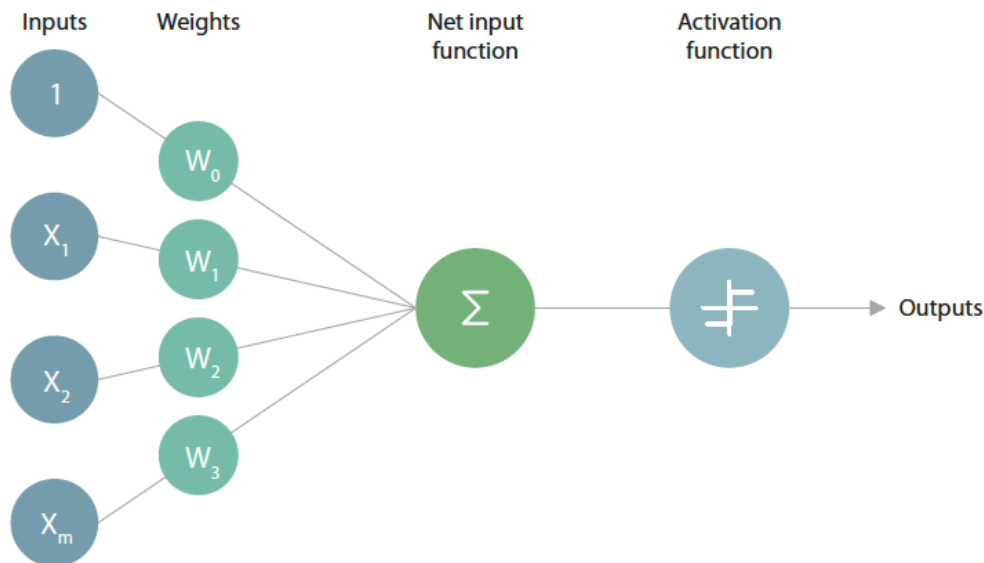 Inputs
Weights
Net input
function
Activation
function
1
W₀
X₁
W₁
Σ
Outputs
X₂
W₂
W₃
Xₘ